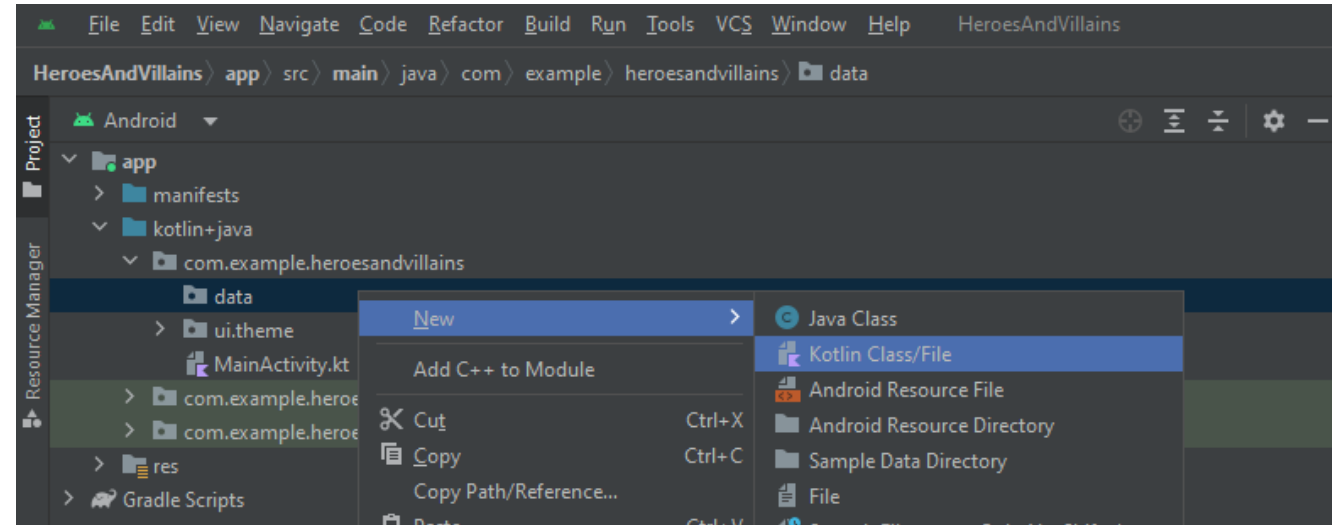 File Edit View Navigate Code Refactor Build Run Tools VCS Window Help HeroesAndVillains
HeroesAndVillains app src main java com example heroesandvillains data
Project
Resource Manager
Android
app
manifests
kotlin+java
com.example.heroesandvillains
data
ui.theme
MainActivity.kt
com.example.heroe
com.example.heroe
res
Gradle Scripts
New
Add C++ to Module
Cut Ctrl+X
Copy Ctrl+C
Copy Path/Reference...
Paste Ctrl+V
Java Class
Kotlin Class/File
Android Resource File
Android Resource Directory
Sample Data Directory
File